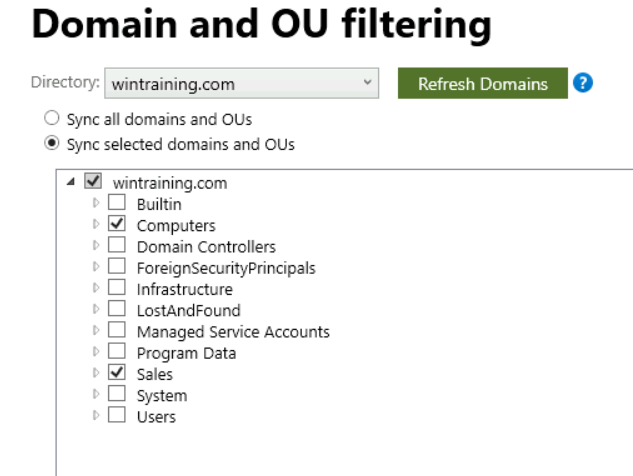 Domain and OU filtering
Directory: wintraining.com Refresh Domains ?
Sync all domains and OUs
Sync selected domains and OUs
wintraining.com
Builtin
Computers
Domain Controllers
ForeignSecurityPrincipals
Infrastructure
LostAndFound
Managed Service Accounts
Program Data
Sales
System
Users